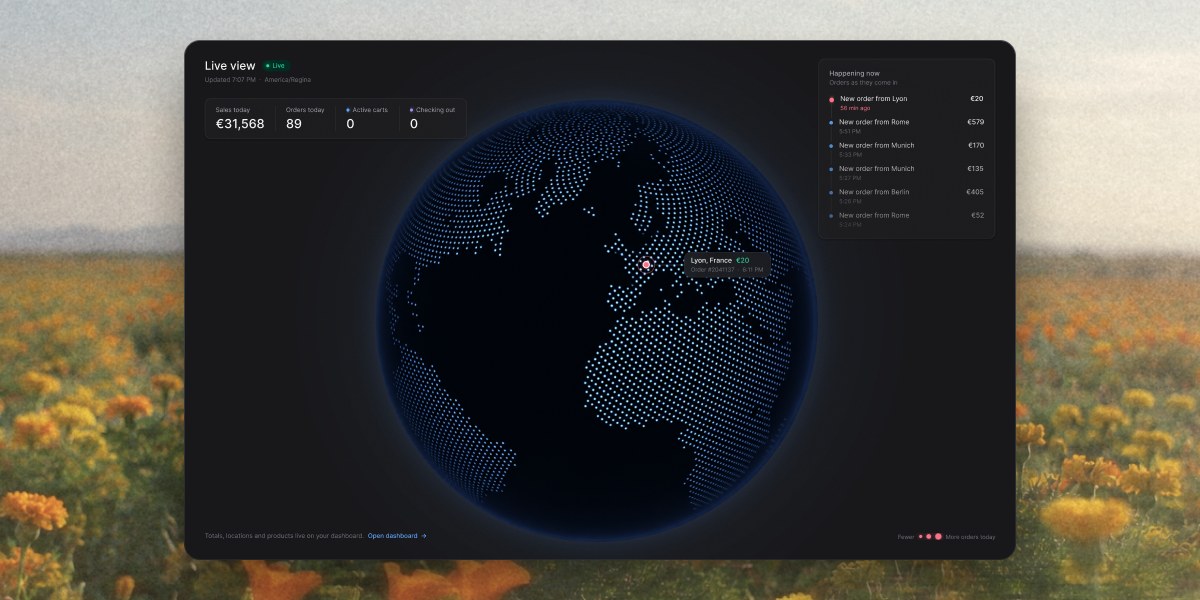 Live view
Live
Updated 7:07 PM · America/Regina
Sales today
€31,568
Orders today
89
Active carts
0
Checking out
0
Happening now
Orders as they come in
New order from Lyon €20
56 min ago
New order from Rome €579
5:51 PM
New order from Munich €170
5:33 PM
New order from Munich €135
5:27 PM
New order from Berlin €405
5:26 PM
New order from Rome €52
5:24 PM
Lyon, France €20
Order #2041127 · 6:11 PM
Totals, locations and products live on your dashboard. Open dashboard →
Fewer
More orders today